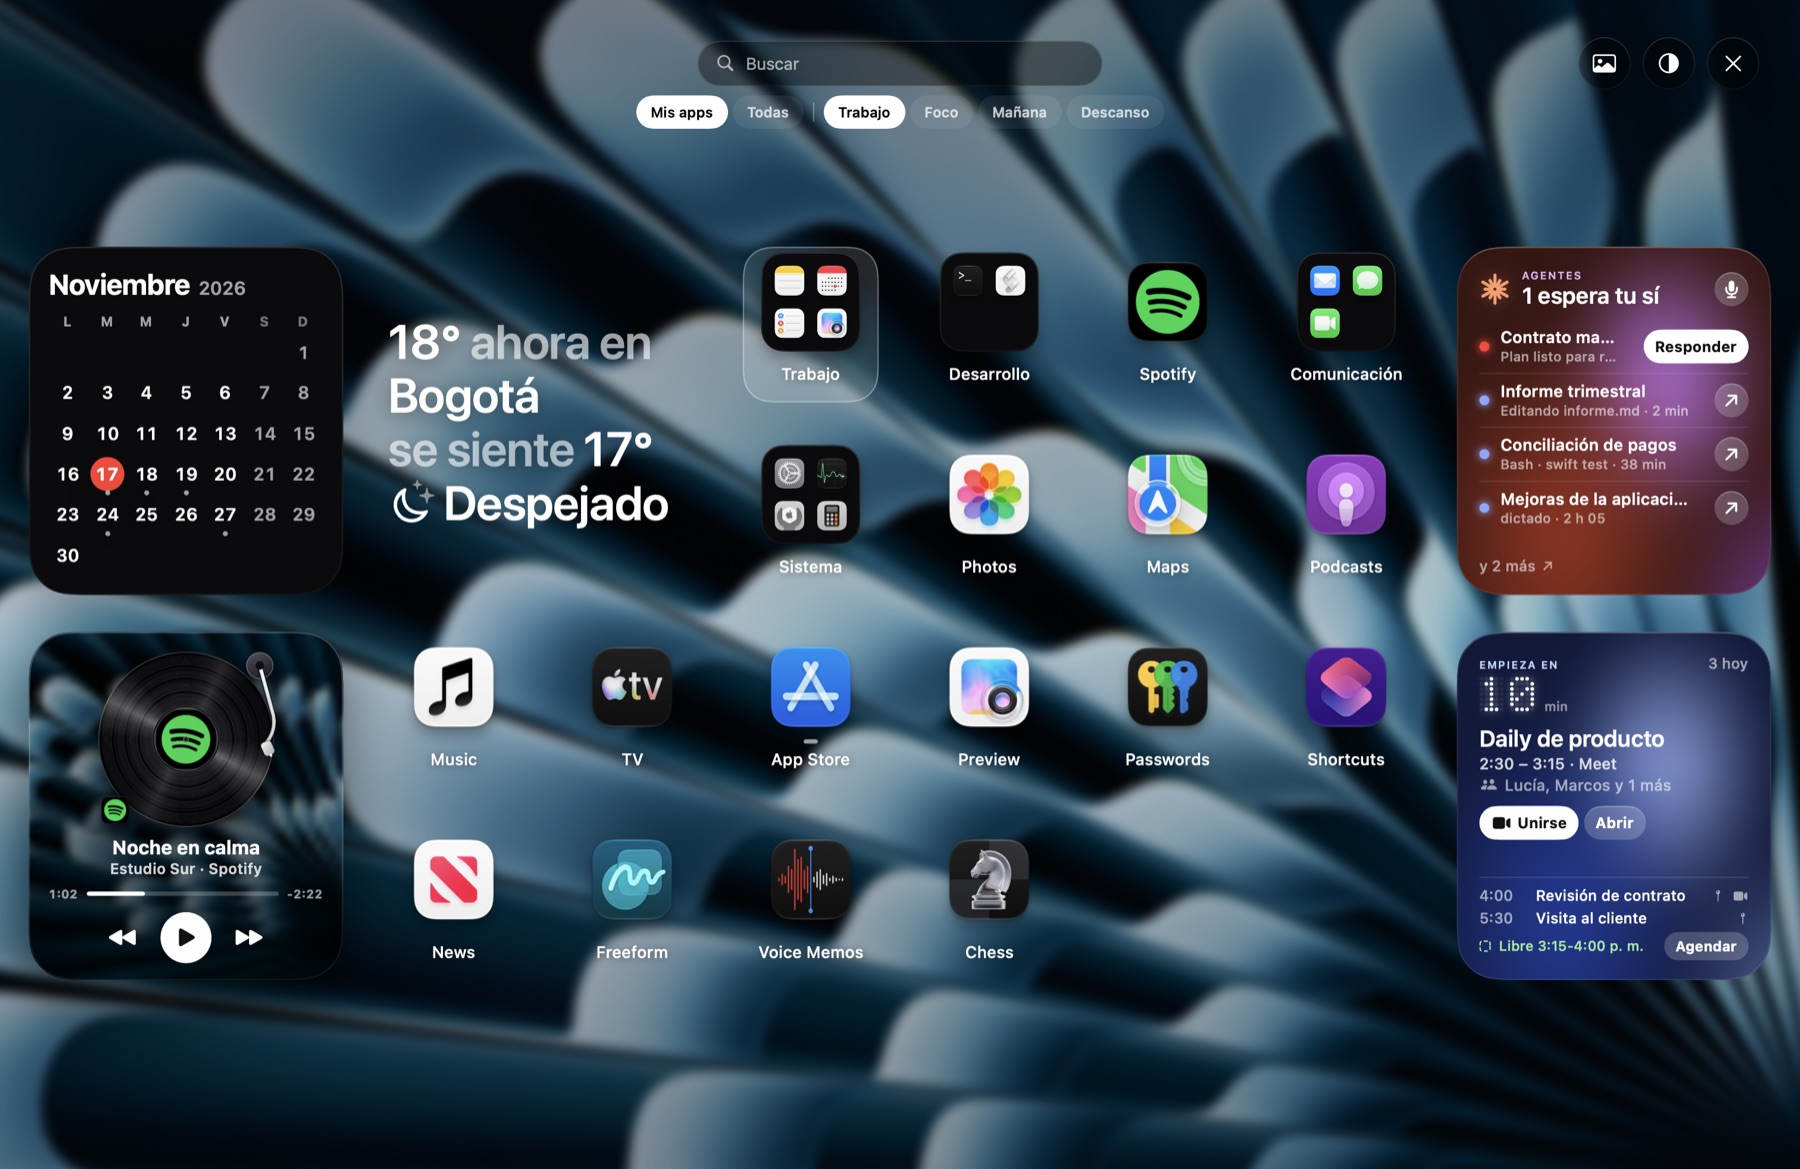 Buscar
Mis apps Todas Trabajo Foco Mañana Descanso
Noviembre 2026
L M M J V S D
1
2 3 4 5 6 7 8
9 10 11 12 13 14 15
16 17 18 19 20 21 22
23 24 25 26 27 28 29
30
18° ahora en
Bogotá
se siente 17°
Despejado
Trabajo
>_
Desarrollo
Spotify
Comunicación
Sistema
Photos
Maps
Podcasts
AGENTES
1 espera tu sí
Contrato ma...
Plan listo para r...
Responder
Informe trimestral
Editando informe.md · 2 min
Conciliación de pagos
Bash · swift test · 38 min
Mejoras de la aplicaci...
dictado · 2 h 05
y 2 más ↗
Noche en calma
Estudio Sur · Spotify
1:02 -2:22
Music
tv
TV
App Store
Preview
Passwords
Shortcuts
News
Freeform
Voice Memos
Chess
EMPIEZA EN 3 hoy
10 min
Daily de producto
2:30 – 3:15 · Meet
Lucía, Marcos y 1 más
Unirse Abrir
4:00 Revisión de contrato
5:30 Visita al cliente
Libre 3:15-4:00 p. m. Agendar